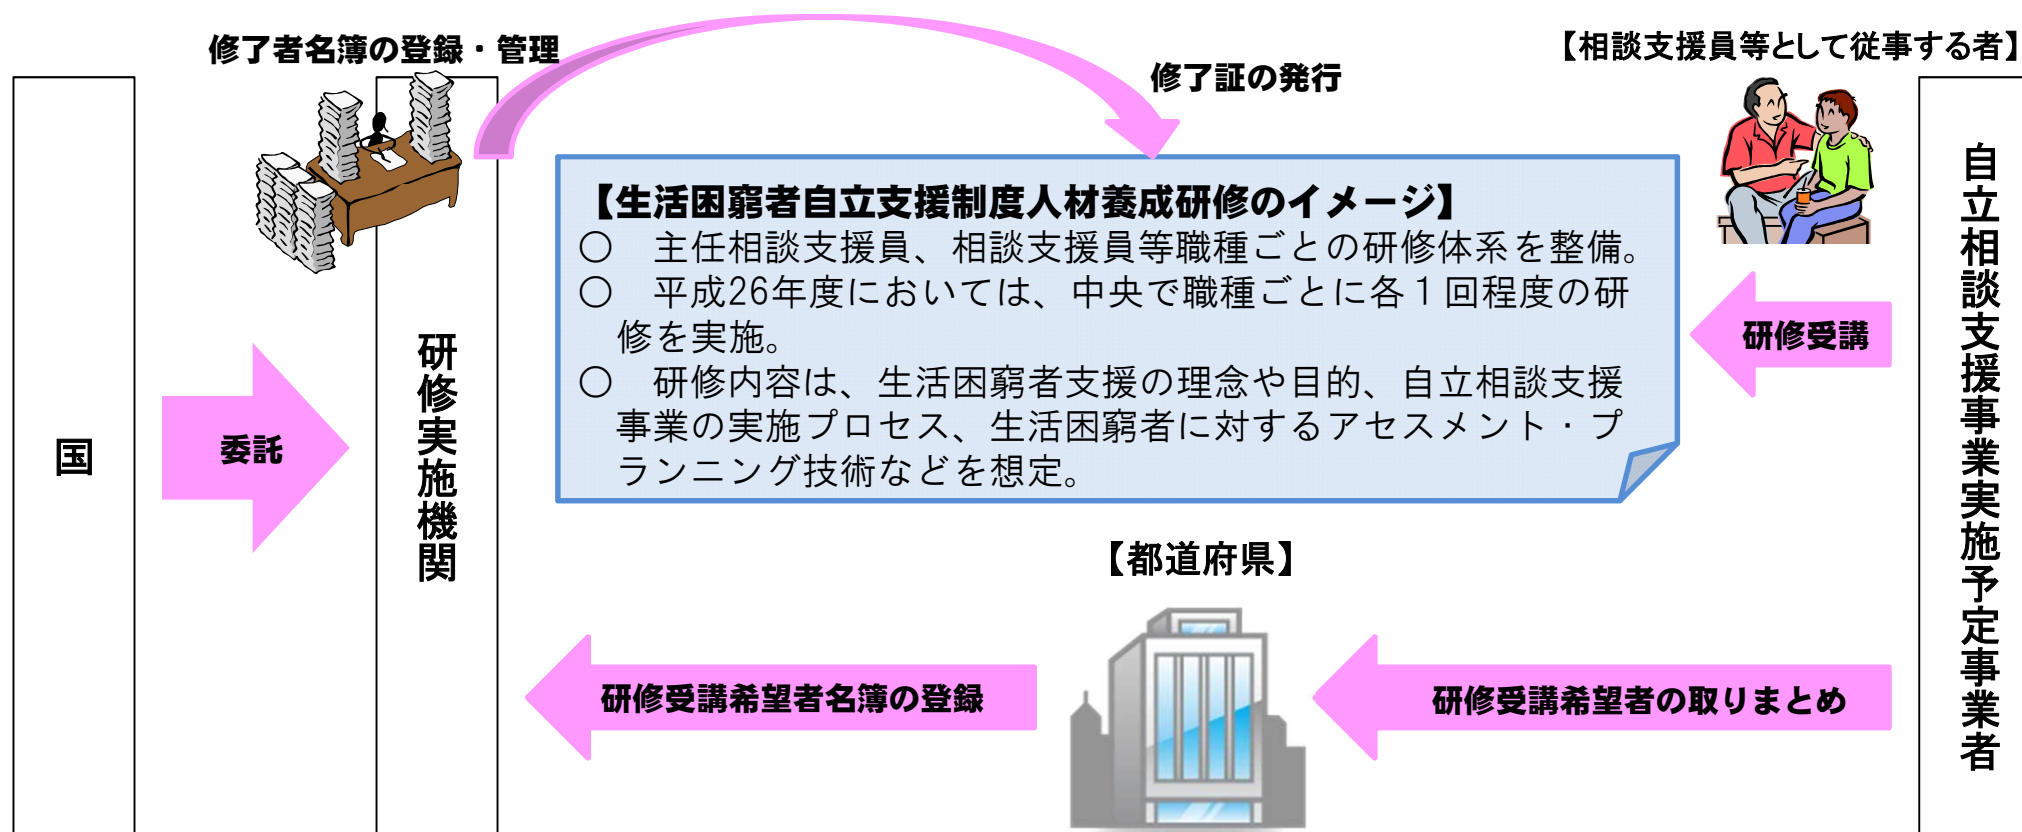 修了者名簿の登録・管理
修了証の発行
【相談支援員等として従事する者】
国
委託
研修実施機関
【生活困窮者自立支援制度人材養成研修のイメージ】
○　主任相談支援員、相談支援員等職種ごとの研修体系を整備。
○　平成26年度においては、中央で職種ごとに各１回程度の研
修を実施。
○　研修内容は、生活困窮者支援の理念や目的、自立相談支援
事業の実施プロセス、生活困窮者に対するアセスメント・プ
ランニング技術などを想定。
研修受講
自立相談支援事業実施予定事業者
【都道府県】
研修受講希望者名簿の登録
研修受講希望者の取りまとめ